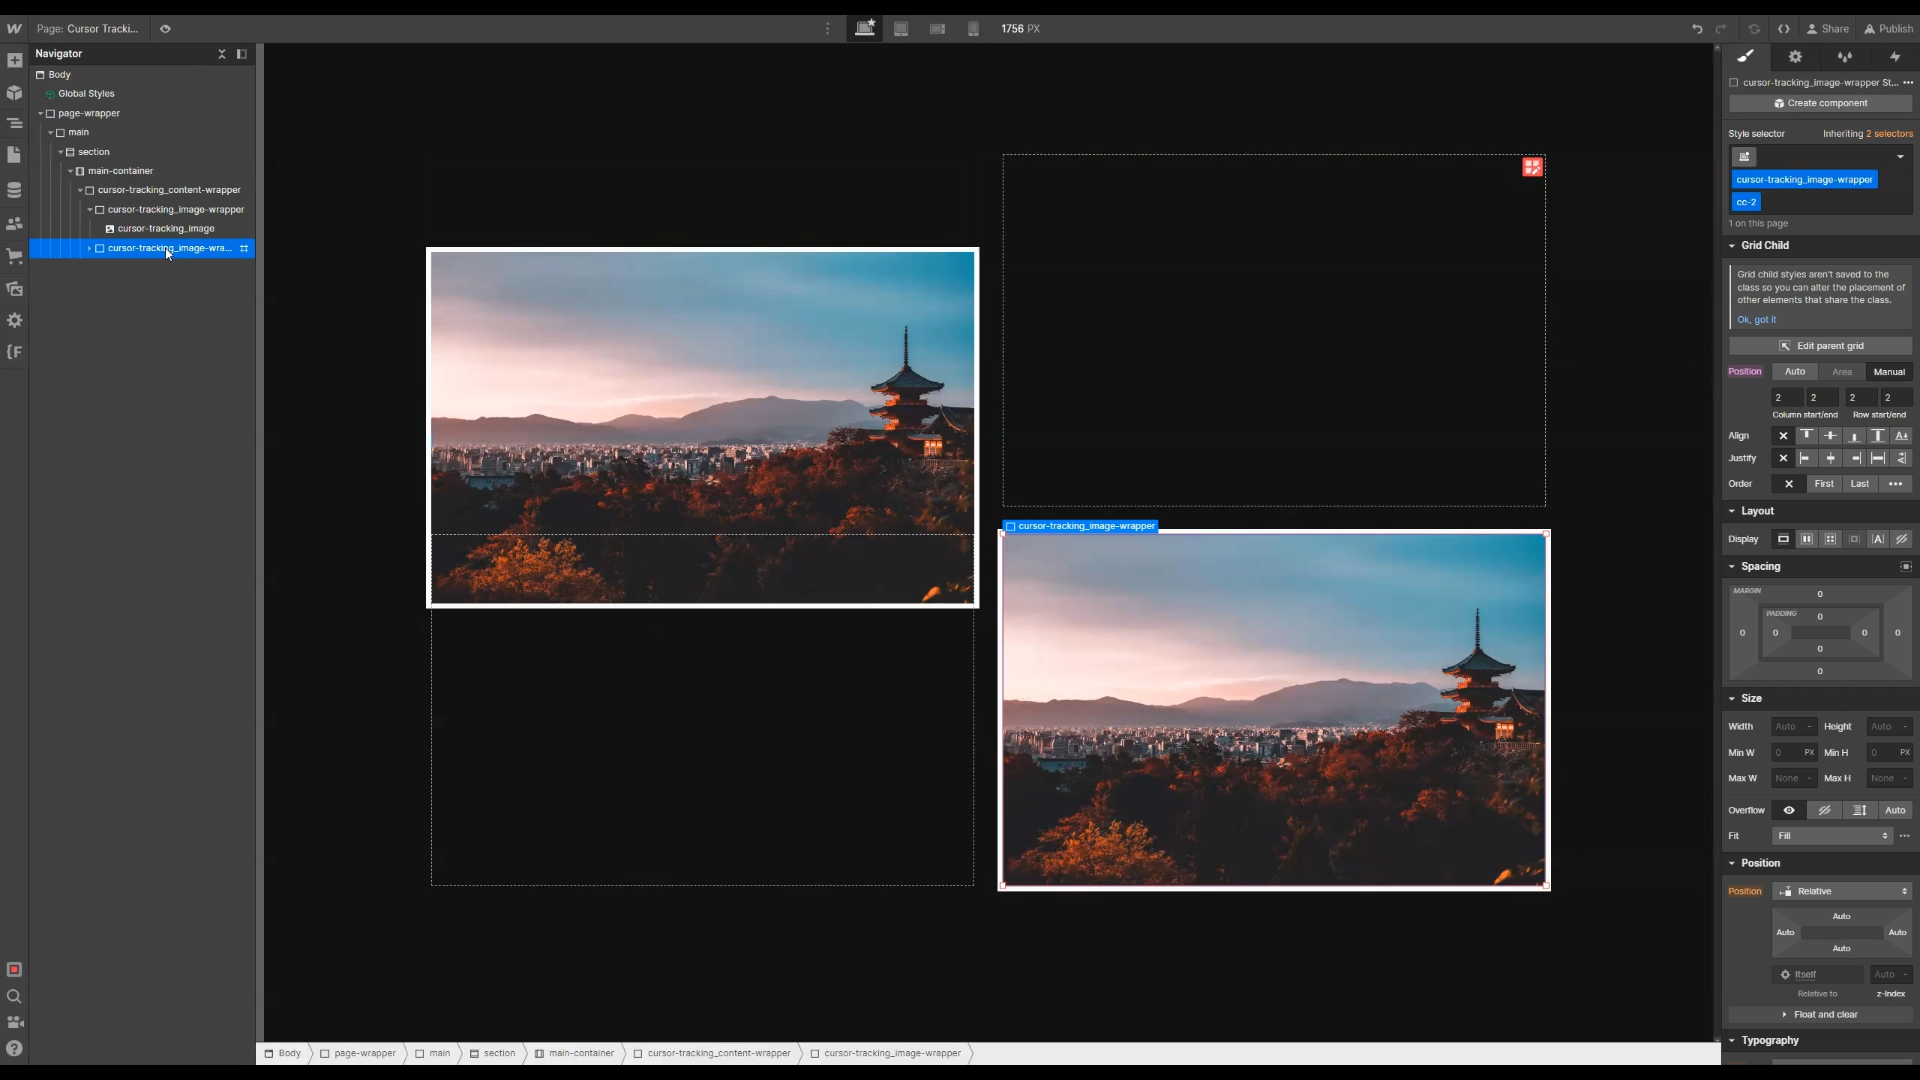 Page: Cursor Tracki...
1756 PX
Share
Publish
Navigator
Body
Global Styles
page-wrapper
main
section
main-container
cursor-tracking_content-wrapper
cursor-tracking_image-wrapper
cursor-tracking_image
cursor-tracking_image-wra...
cursor-tracking_image-wrapper
cursor-tracking_image-wrapper St...
Create component
Style selector
Inheriting 2 selectors
cursor-tracking_image-wrapper
cc-2
1 on this page
Grid Child
Grid child styles aren't saved to the
class so you can alter the placement of
other elements that share the class.
Ok, got it
Edit parent grid
Position Auto Area Manual
2 2 2 2
Column start/end Row start/end
Align
Justify
Order First Last
Layout
Display
Spacing
MARGIN
0
PADDING
0
0 0 0 0
0
0
Size
Width Auto - Height Auto -
Min W 0 PX Min H 0 PX
Max W None - Max H None -
Overflow Auto
Fit Fill
Position
Position Relative
Auto
Auto Auto
Auto
Itself Auto -
Relative to z-Index
Float and clear
Typography
Body page-wrapper main section main-container cursor-tracking_content-wrapper cursor-tracking_image-wrapper